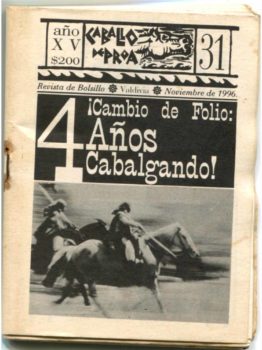 año
XV
$200
CABALLO
DE PROA
31
Revista de Bolsillo Valdivia Noviembre de 1996.
¡Cambio de Folio:
4 Años
Cabalgando!